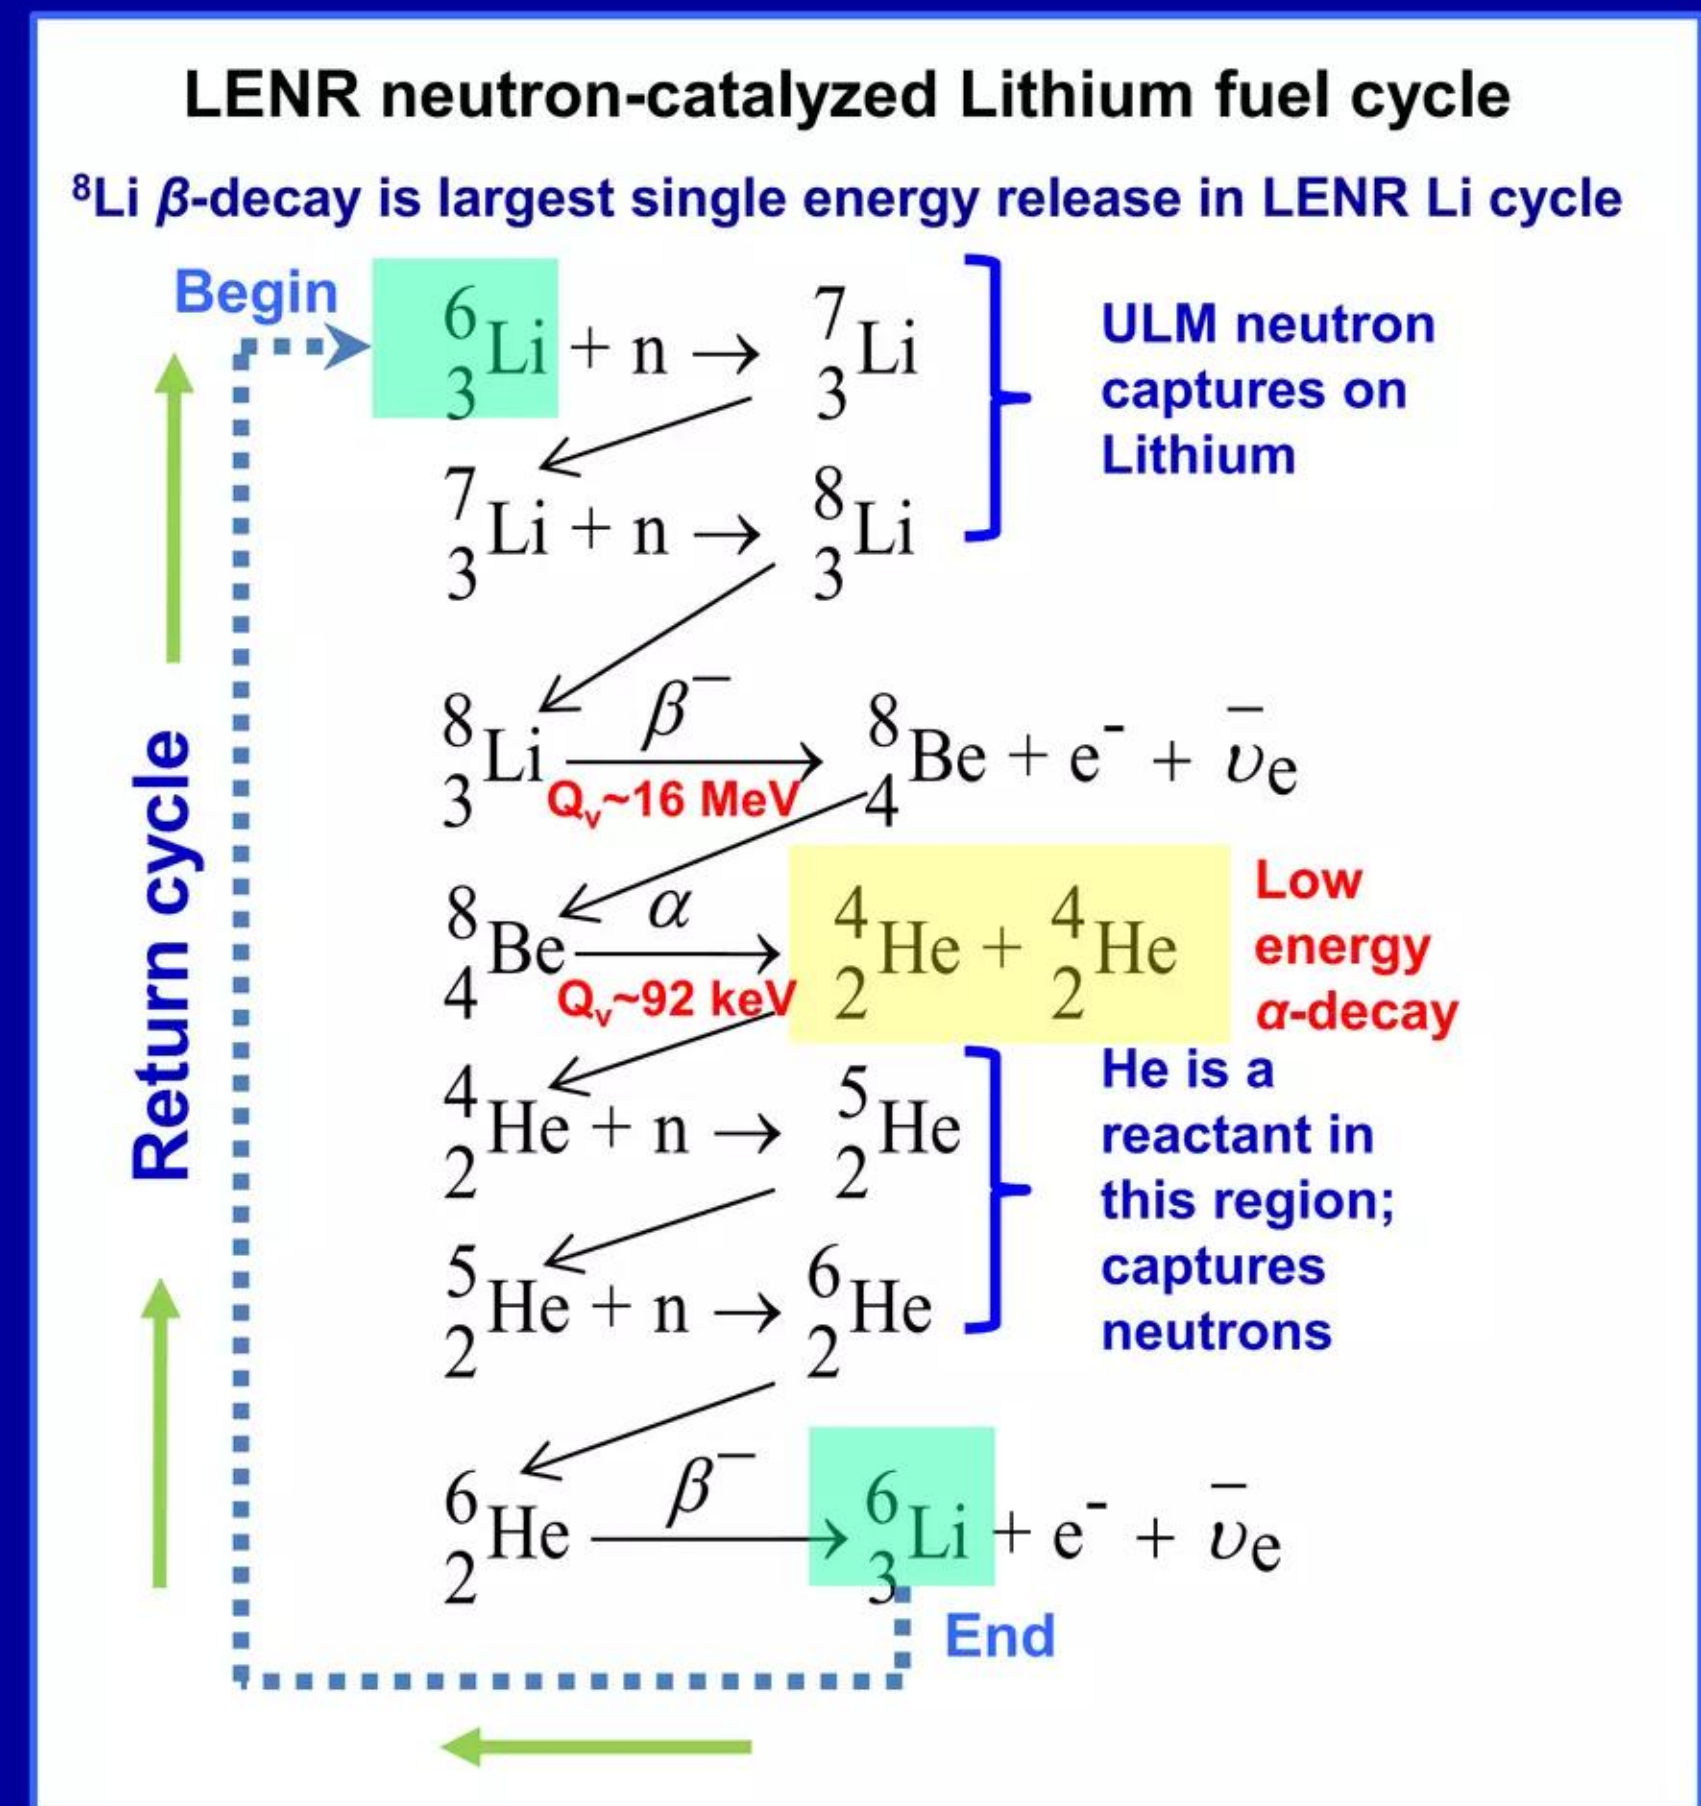 LENR neutron-catalyzed Lithium fuel cycle
⁸Li β-decay is largest single energy release in LENR Li cycle
Begin
⁶₃Li + n → ⁷₃Li
ULM neutron
captures on
Lithium
⁷₃Li + n → ⁸₃Li
⁸₃Li β⁻ → ⁸₄Be + e⁻ + ῡₑ
Qᵥ~16 MeV
⁸₄Be α → ⁴₂He + ⁴₂He
Qᵥ~92 keV
Low
energy
α-decay
⁴₂He + n → ⁵₂He
⁵₂He + n → ⁶₂He
He is a
reactant in
this region;
captures
neutrons
⁶₂He β⁻ → ⁶₃Li + e⁻ + ῡₑ
End
Return cycle